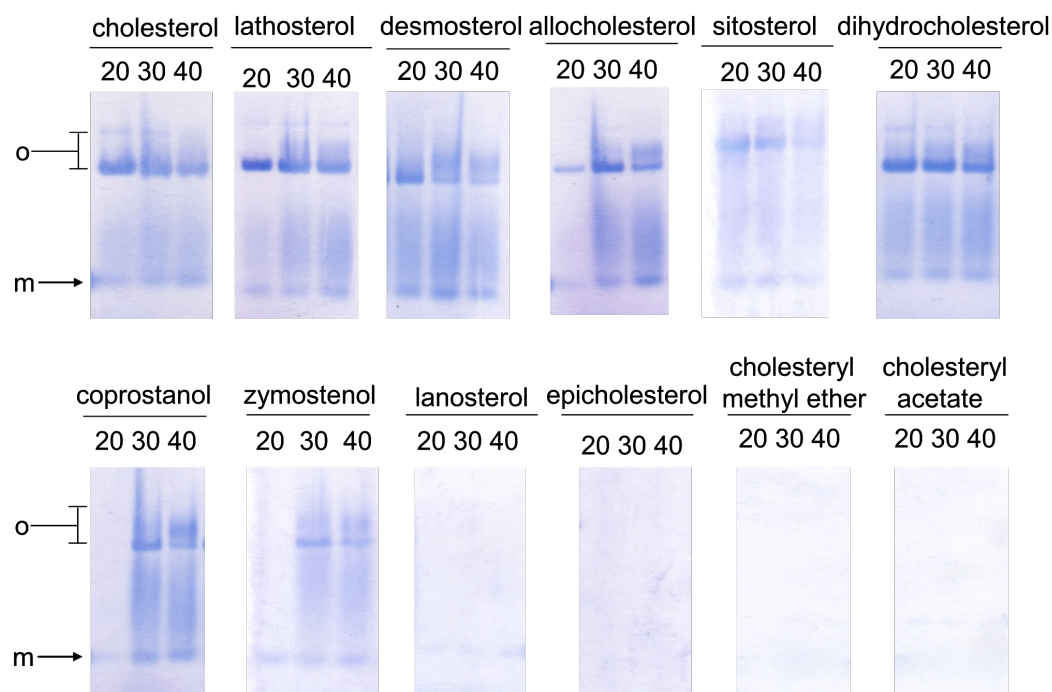 cholesterol lathosterol desmosterol allocholesterol sitosterol dihydrocholesterol
20 30 40 20 30 40 20 30 40 20 30 40 20 30 40 20 30 40
o
m
coprostanol zymostenol lanosterol epicholesterol cholesteryl methyl ether cholesteryl acetate
20 30 40 20 30 40 20 30 40 20 30 40 20 30 40 20 30 40
o
m